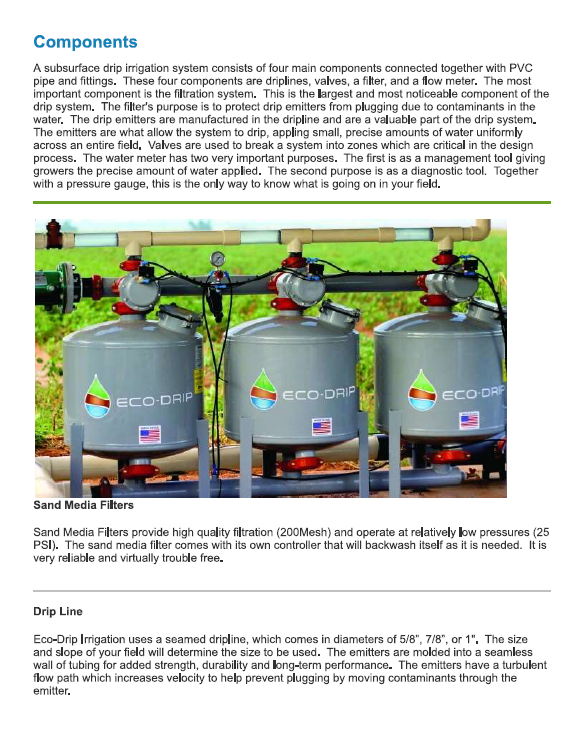 Components
A subsurface drip irrigation system consists of four main components connected together with PVC
pipe and fittings. These four components are driplines, valves, a filter, and a flow meter. The most
important component is the filtration system. This is the largest and most noticeable component of the
drip system. The filter's purpose is to protect drip emitters from plugging due to contaminants in the
water. The drip emitters are manufactured in the dripline and are a valuable part of the drip system.
The emitters are what allow the system to drip, appling small, precise amounts of water uniformly
across an entire field. Valves are used to break a system into zones which are critical in the design
process. The water meter has two very important purposes. The first is as a management tool giving
growers the precise amount of water applied. The second purpose is as a diagnostic tool. Together
with a pressure gauge, this is the only way to know what is going on in your field.
ECO-DRIP
ECO-DRIP
ECO-DRIP
Sand Media Filters
Sand Media Filters provide high quality filtration (200Mesh) and operate at relatively low pressures (25
PSI). The sand media filter comes with its own controller that will backwash itself as it is needed. It is
very reliable and virtually trouble free.
Drip Line
Eco-Drip Irrigation uses a seamed dripline, which comes in diameters of 5/8", 7/8", or 1". The size
and slope of your field will determine the size to be used. The emitters are molded into a seamless
wall of tubing for added strength, durability and long-term performance. The emitters have a turbulent
flow path which increases velocity to help prevent plugging by moving contaminants through the
emitter.